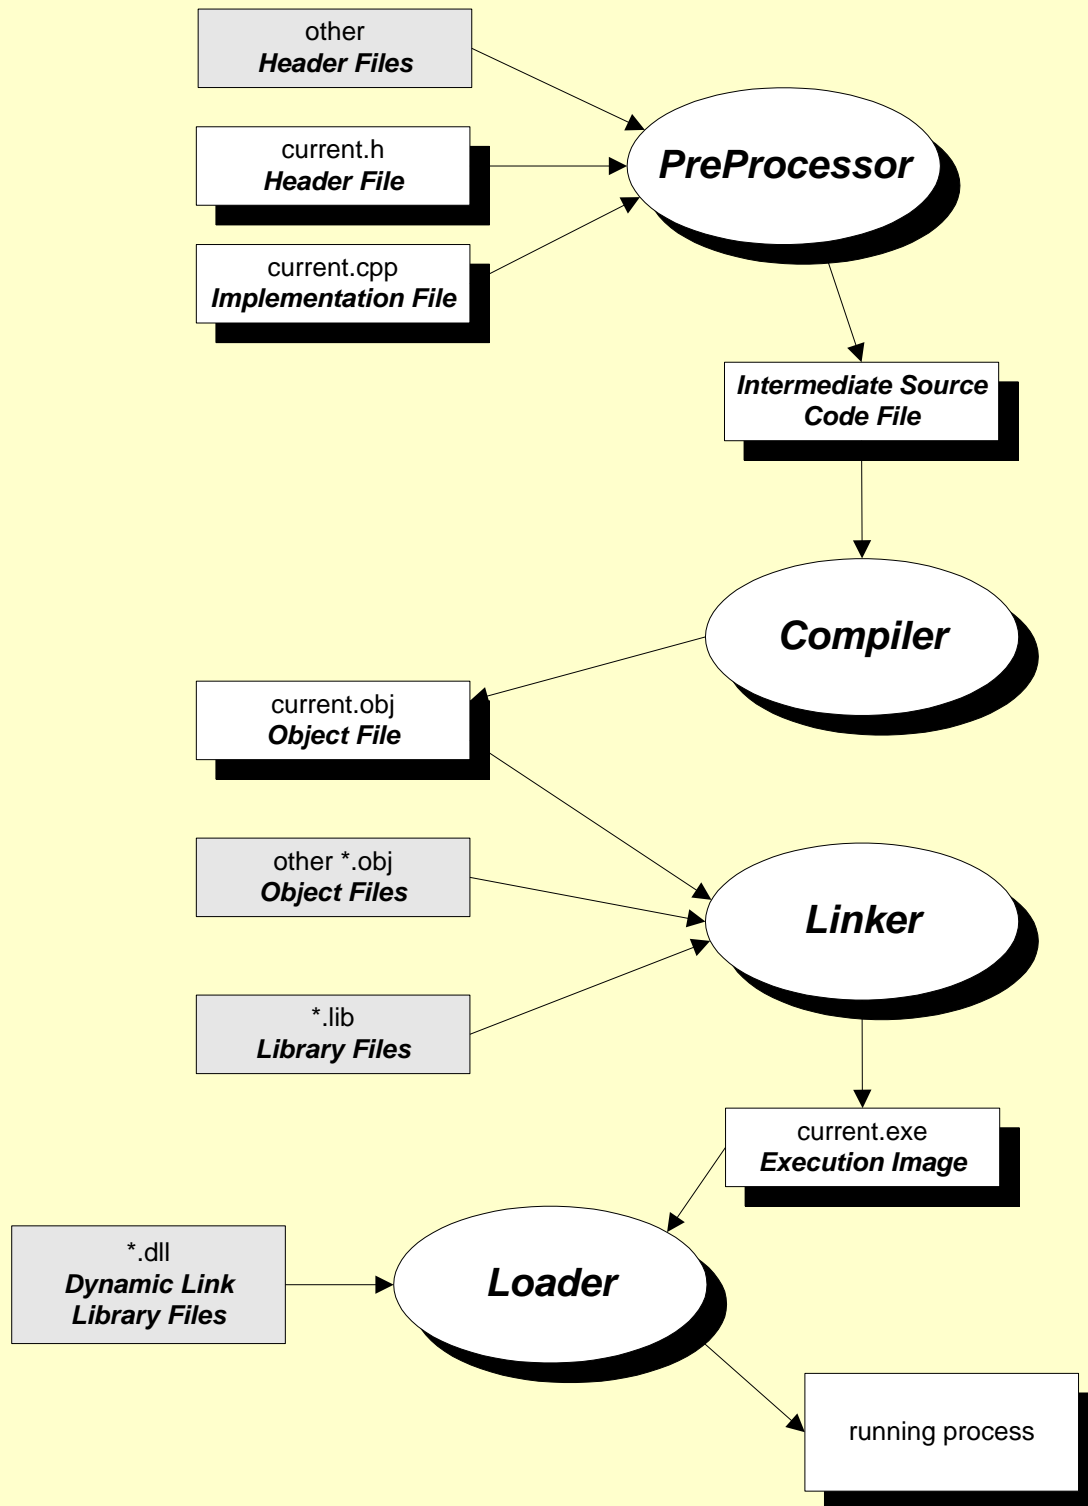 other
Header Files
current.h
Header File
PreProcessor
current.cpp
Implementation File
Intermediate Source
Code File
Compiler
current.obj
Object File
other *.obj
Object Files
Linker
*.lib
Library Files
current.exe
Execution Image
*.dll
Dynamic Link
Library Files
Loader
running process